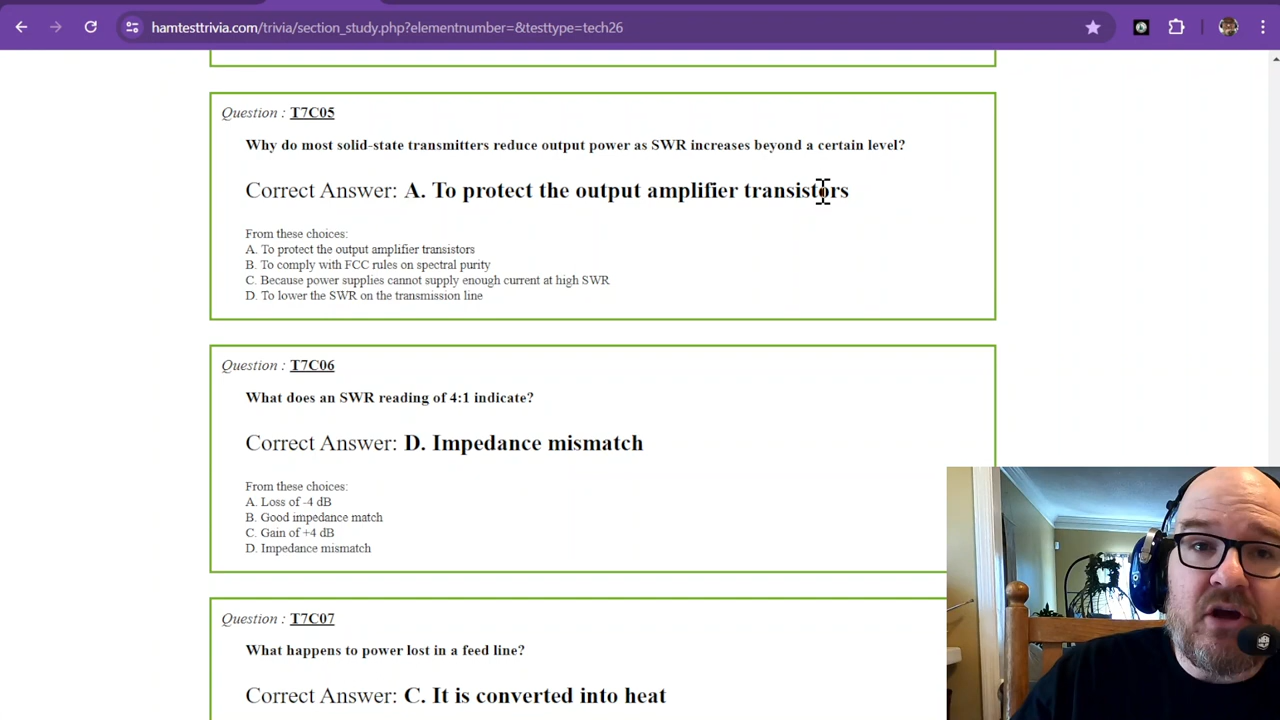 hamtesttrivia.com/trivia/section_study.php?elementnumber=&testtype=tech26
Question : T7C05
Why do most solid-state transmitters reduce output power as SWR increases beyond a certain level?
Correct Answer: A. To protect the output amplifier transistors
From these choices:
A. To protect the output amplifier transistors
B. To comply with FCC rules on spectral purity
C. Because power supplies cannot supply enough current at high SWR
D. To lower the SWR on the transmission line
Question : T7C06
What does an SWR reading of 4:1 indicate?
Correct Answer: D. Impedance mismatch
From these choices:
A. Loss of -4 dB
B. Good impedance match
C. Gain of +4 dB
D. Impedance mismatch
Question : T7C07
What happens to power lost in a feed line?
Correct Answer: C. It is converted into heat